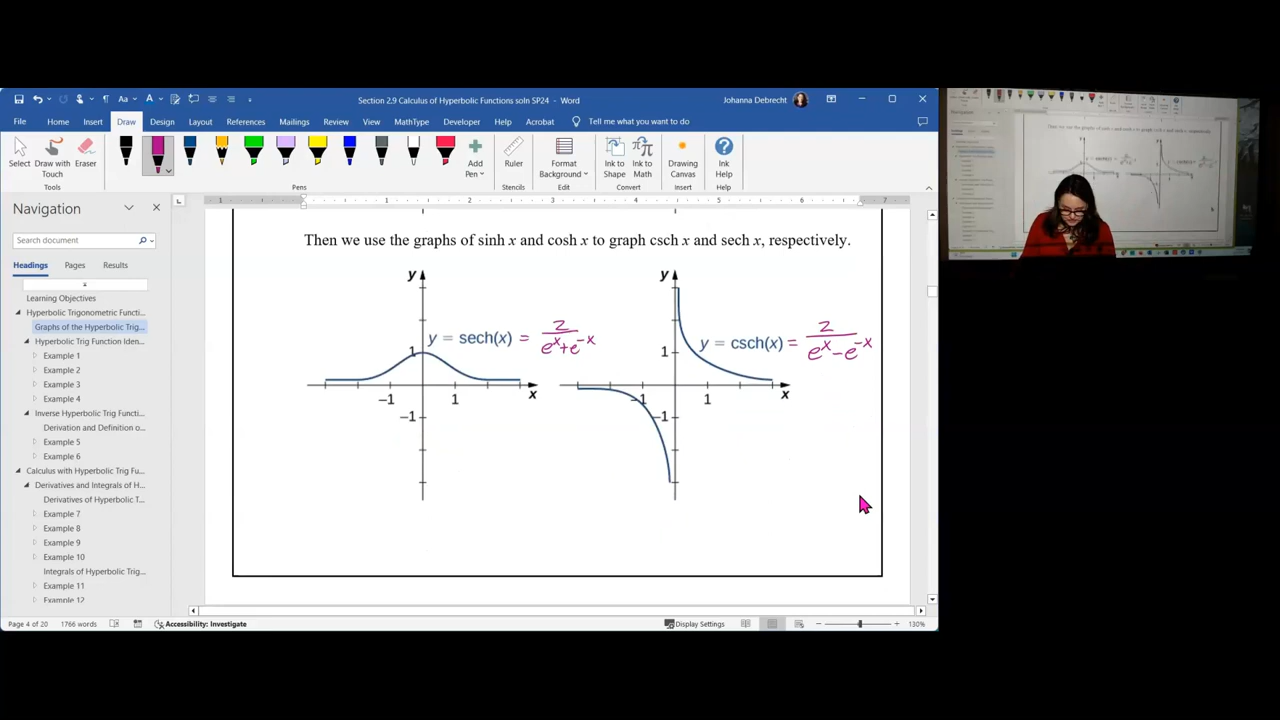 Section 2.9 Calculus of Hyperbolic Functions soln SP24 - Word
Johanna Debrecht
File Home Insert Draw Design Layout References Mailings Review View MathType Developer Help Acrobat Tell me what you want to do
Select
Draw with Touch
Eraser
Add Pen
Ruler
Format Background
Ink to Shape
Ink to Math
Drawing Canvas
Ink Help
Tools
Pens
Stencils
Edit
Convert
Insert
Help
Navigation
Search document
Headings Pages Results
Learning Objectives
Hyperbolic Trigonometric Functi...
Graphs of the Hyperbolic Trig...
Hyperbolic Trig Function Iden...
Example 1
Example 2
Example 3
Example 4
Inverse Hyperbolic Trig Functi...
Derivation and Definition o...
Example 5
Example 6
Calculus with Hyperbolic Trig Fu...
Derivatives and Integrals of H...
Derivatives of Hyperbolic T...
Example 7
Example 8
Example 9
Example 10
Integrals of Hyperbolic Trig...
Example 11
Example 12
1 1 2 3 4 5 6 7
Then we use the graphs of sinh x and cosh x to graph csch x and sech x, respectively.
y
y = sech(x) = 2/(e^x+e^-x)
1
-1 1 x
-1
y
y = csch(x) = 2/(e^x-e^-x)
1
-1 1 x
-1
Page 4 of 20 1766 words Accessibility: Investigate Display Settings 130%